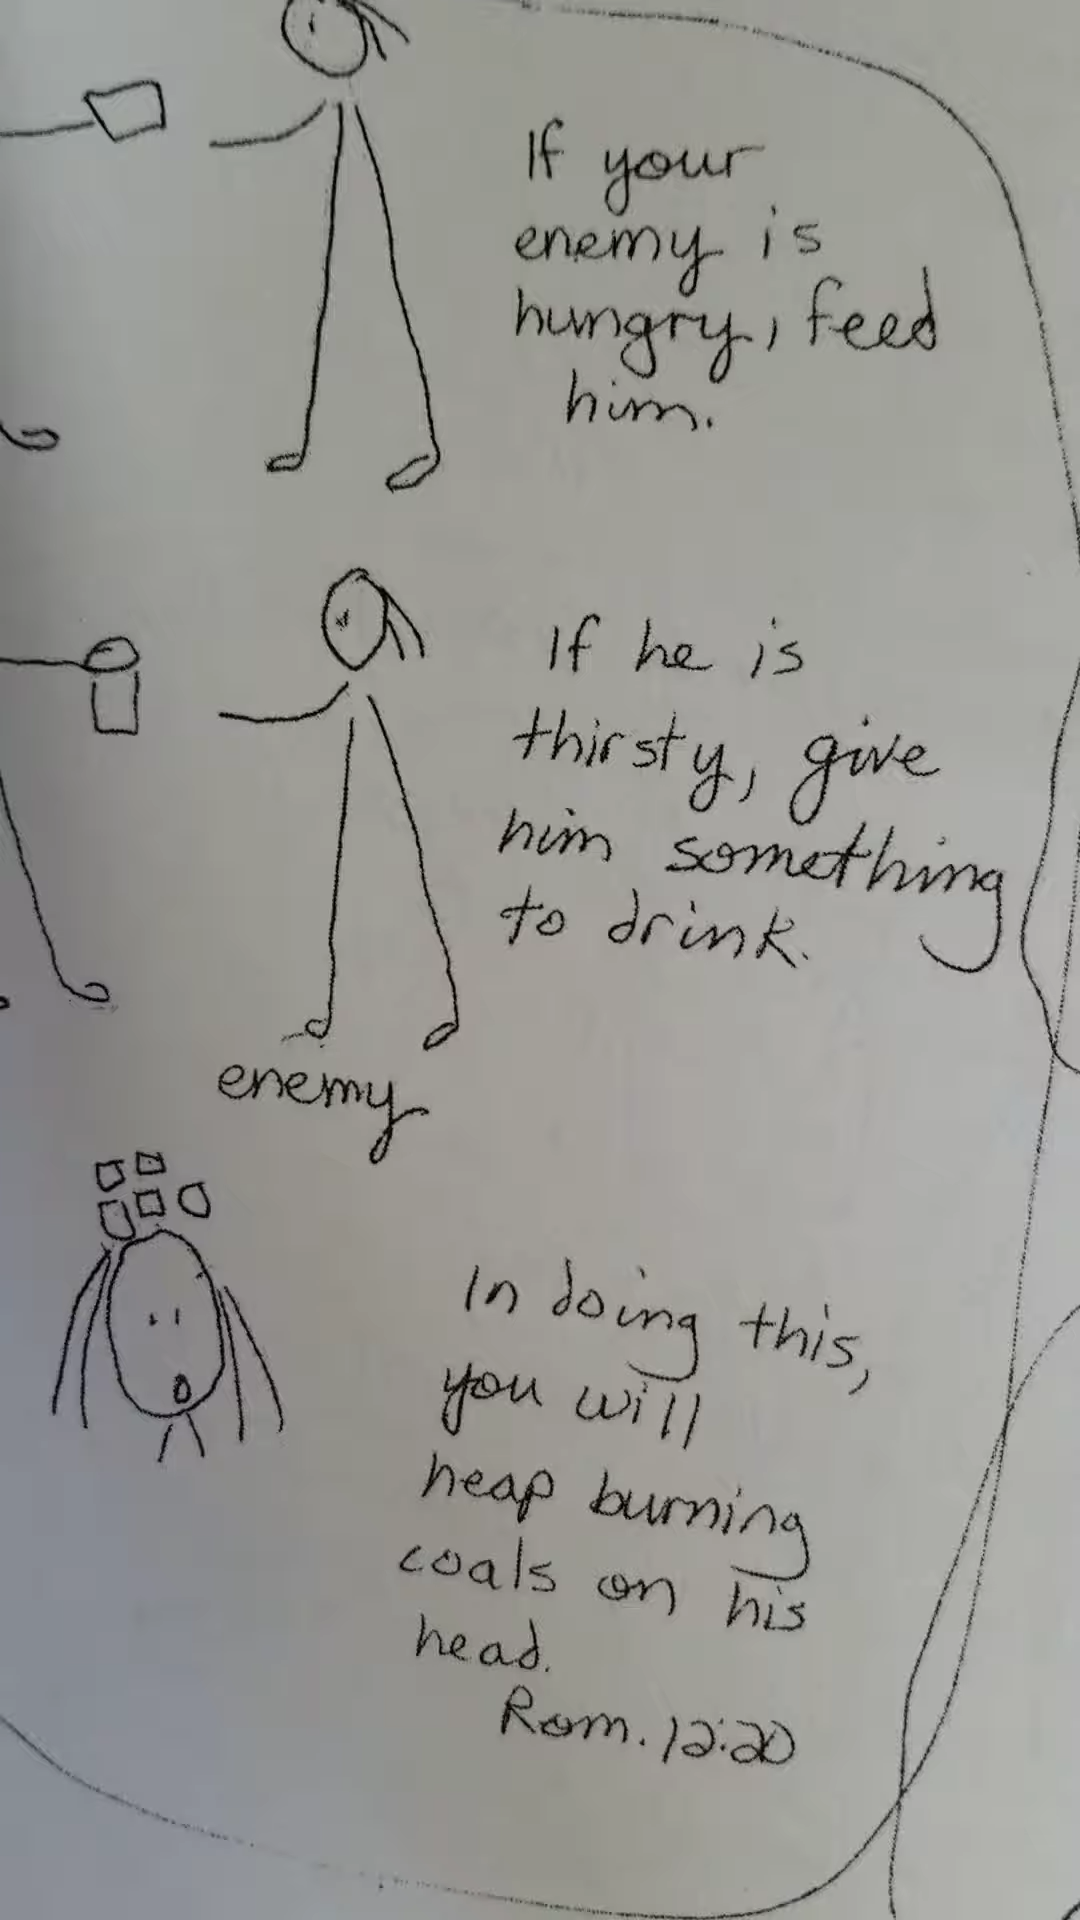 If your
enemy is
hungry, feed
him.
If he is
thirsty, give
him something
to drink.
enemy
In doing this,
you will
heap burning
coals on his
head.
Rom. 12:20